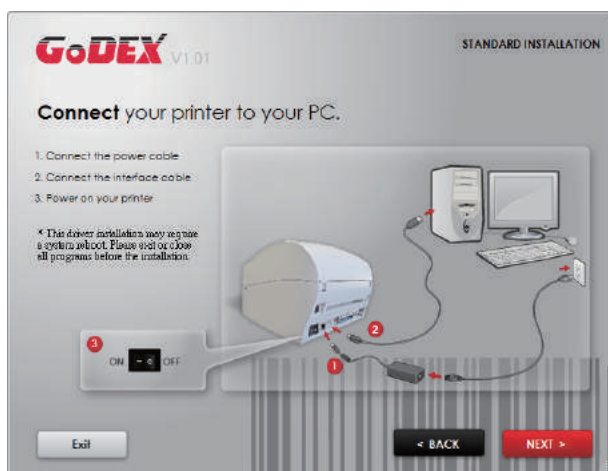 GoDEX V1.01
STANDARD INSTALLATION
Connect your printer to your PC.
1. Connect the power cable
2. Connect the interface cable
3. Power on your printer
* This driver installation may require
a system reboot. Please exit or close
all programs before the installation.
2
3
1
ON - o OFF
Exit
< BACK
NEXT >